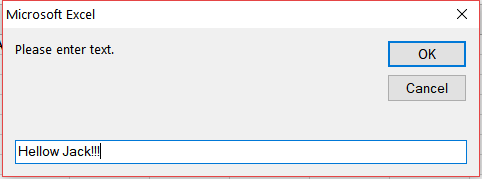 Microsoft Excel
Please enter text.
OK
Cancel
Hellow Jack!!!